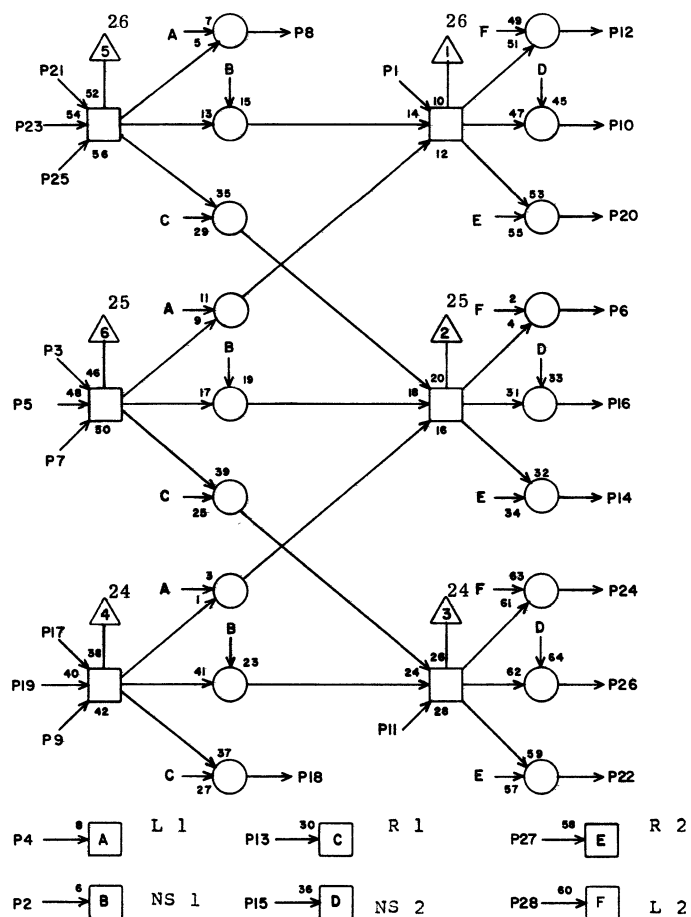 26 26
7 49
A P8 F P12
5 5 1 51
P21 B P1 D
52 10
54 13 15 14 47 45
P23 P10
56 12
P25
35 53
C E P20
29 55
25 11 25 2
A F P6
6 9 2 4
P3 B D
46 20
48 17 19 18 31 33
P5 P16
50 16
P7
39 32
C E P14
25 34
24 3 24 63
A F P24
4 1 3 61
P17 B D
38 26
40 41 23 24 62 64
P19 P26
42 28
P9 P11
37 59
C P18 E P22
27 57
8 L 1 30 R 1 58 R 2
P4 A P13 C P27 E
6 NS 1 36 NS 2 60 L 2
P2 B P15 D P28 F